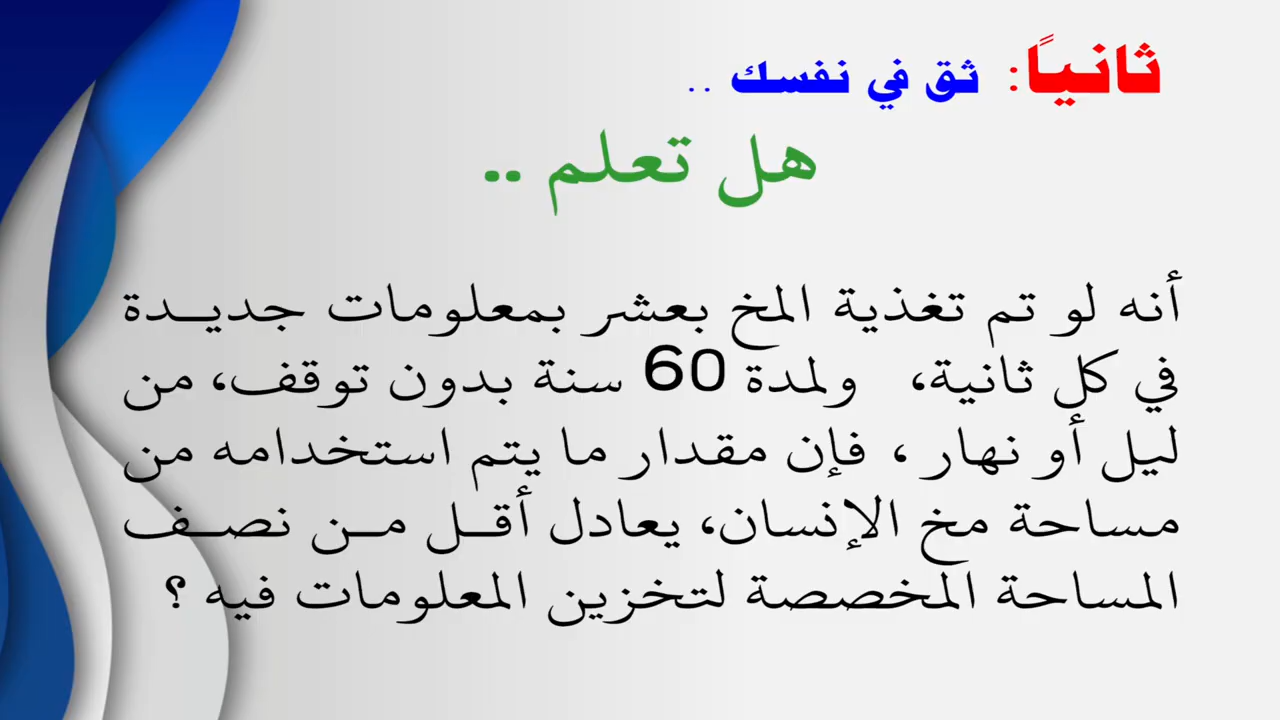 ثانياً: ثق في نفسك ..
هل تعلم ..
أنه لو تم تغذية المخ بعشر بمعلومات جديدة
في كل ثانية، ولمدة 60 سنة بدون توقف، من
ليل أو نهار ، فإن مقدار ما يتم استخدامه من
مساحة مخ الإنسان، يعادل أقل من نصف
المساحة المخصصة لتخزين المعلومات فيه ؟